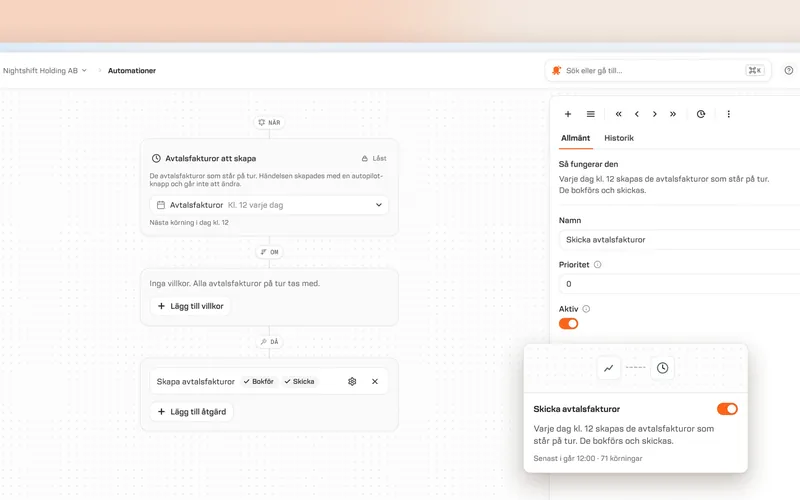 Nightshift Holding AB
Automationer
Sök eller gå till...
⌘K
NÄR
Avtalsfakturor att skapa
Låst
De avtalsfakturor som står på tur. Händelsen skapades med en autopilot-
knapp och går inte att ändra.
Avtalsfakturor Kl. 12 varje dag
Nästa körning i dag kl. 12
OM
Inga villkor. Alla avtalsfakturor på tur tas med.
Lägg till villkor
DÅ
Skapa avtalsfakturor Bokför Skicka
Lägg till åtgärd
Allmänt Historik
Så fungerar den
Varje dag kl. 12 skapas de avtalsfakturor som står på tur.
De bokförs och skickas.
Namn
Skicka avtalsfakturor
Prioritet
0
Aktiv
Skicka avtalsfakturor
Varje dag kl. 12 skapas de avtalsfakturor som
står på tur. De bokförs och skickas.
Senast i går 12:00 · 71 körningar